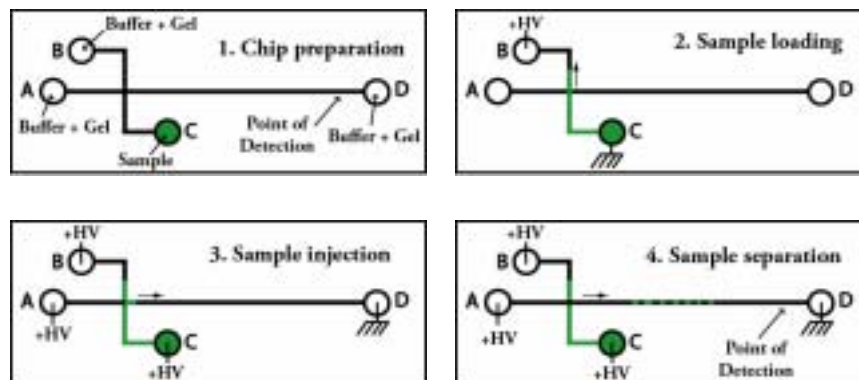 Buffer + Gel
B
1. Chip preparation
A
D
Buffer + Gel
C
Point of
Detection
Buffer + Gel
Sample
+HV
B
2. Sample loading
A
D
C
+HV
B
3. Sample injection
A
D
+HV
C
+HV
+HV
B
4. Sample separation
A
D
+HV
C
Point of
Detection
+HV